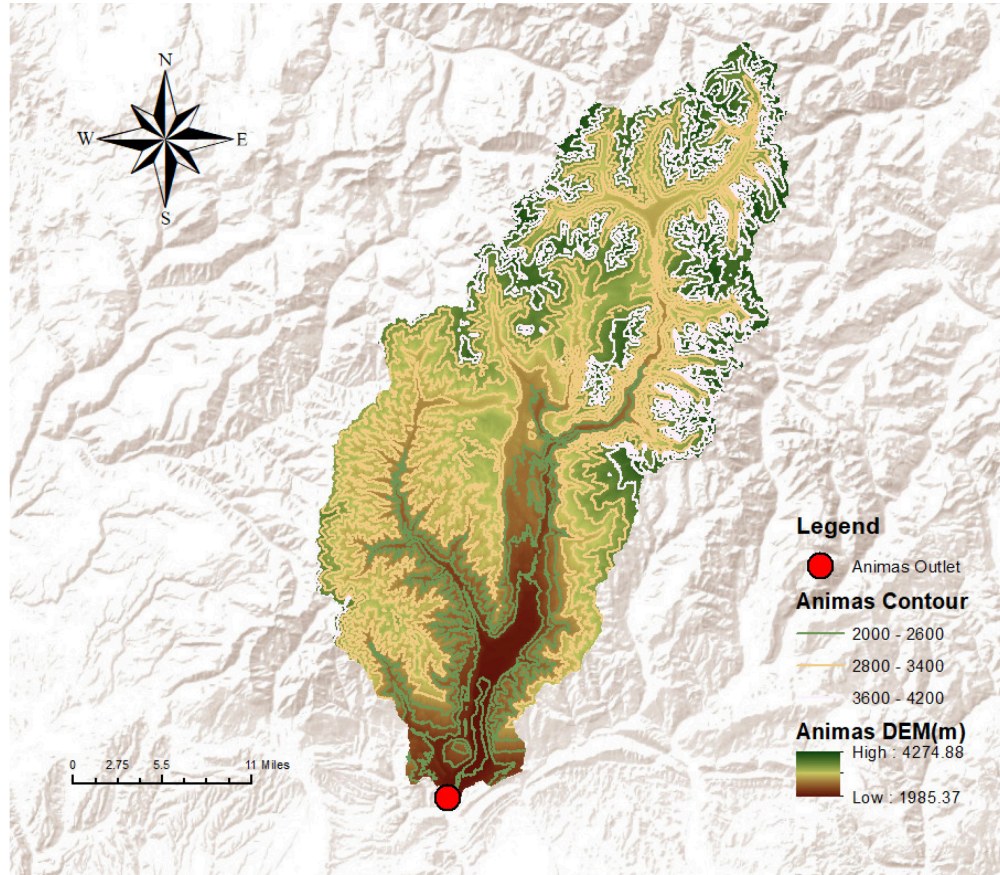 N
W E
S
Legend
Animas Outlet
Animas Contour
2000 - 2600
2800 - 3400
3600 - 4200
Animas DEM(m)
High : 4274.88
Low : 1985.37
0 2.75 5.5 11 Miles